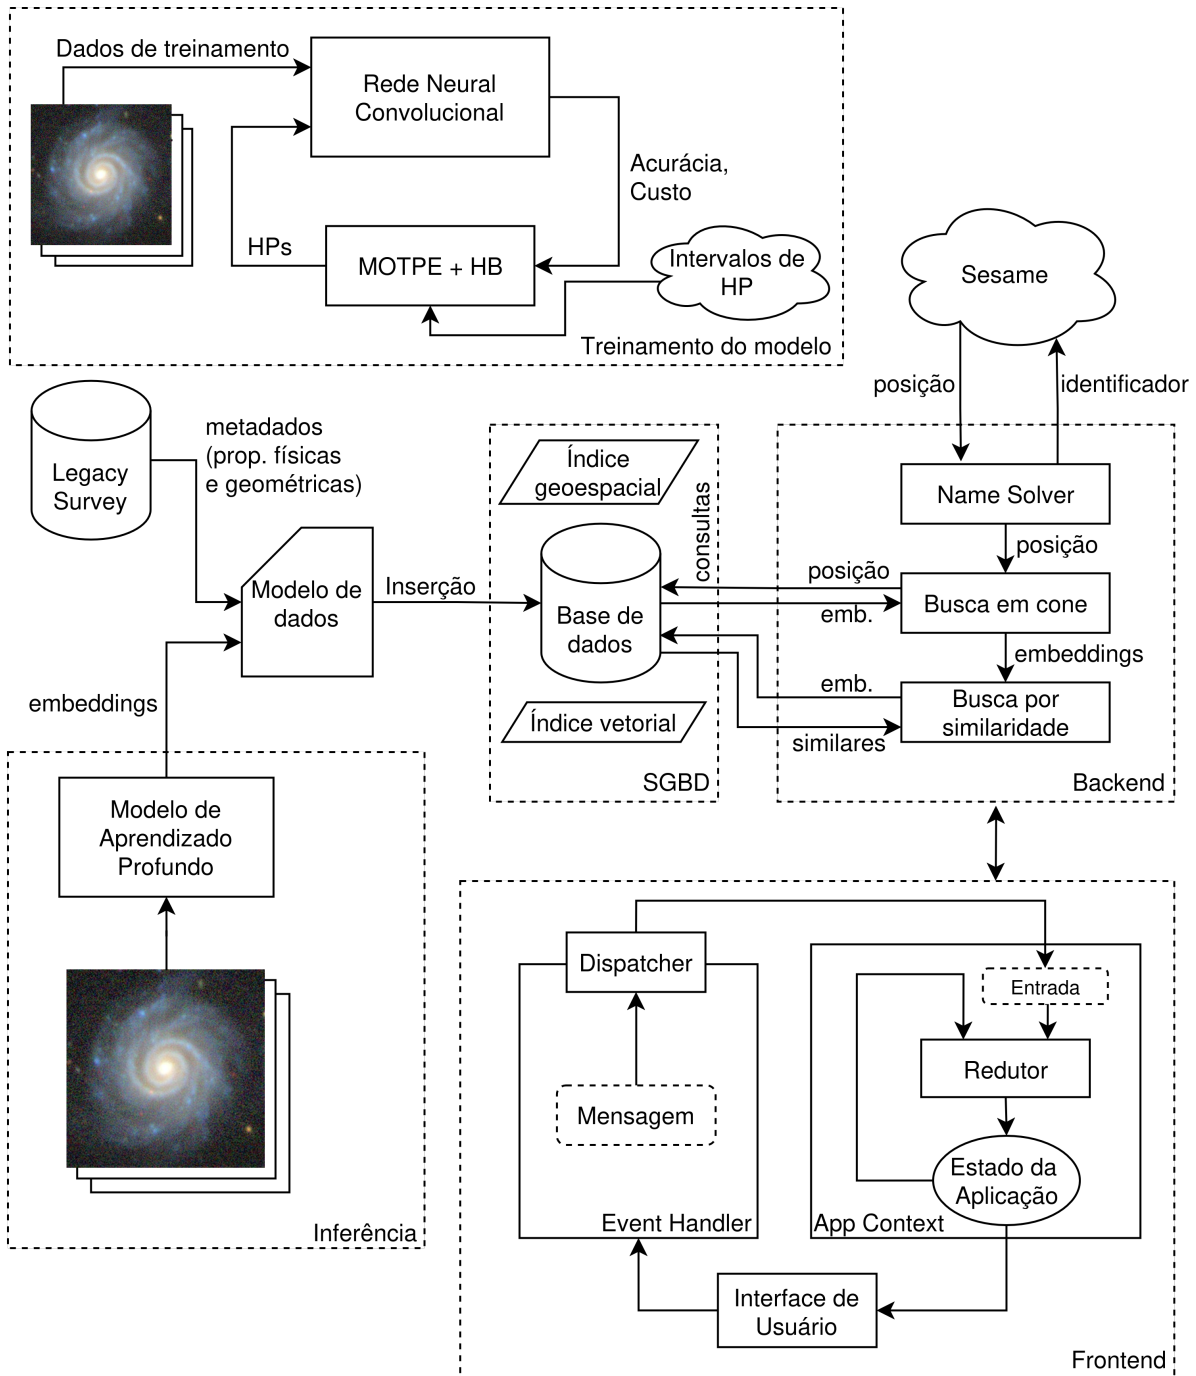 Dados de treinamento
Rede Neural
Convolucional
Acurácia,
Custo
HPs
MOTPE + HB
Intervalos de
HP
Treinamento do modelo
Sesame
posição
identificador
Legacy
Survey
metadados
(prop. físicas
e geométricas)
Modelo de
dados
Inserção
embeddings
Índice
geoespacial
consultas
Base de
dados
Índice vetorial
SGBD
Name Solver
posição
posição
Busca em cone
emb.
embeddings
emb.
Busca por
similaridade
similares
Backend
Modelo de
Aprendizado
Profundo
Inferência
Dispatcher
Mensagem
Event Handler
Entrada
Redutor
Estado da
Aplicação
App Context
Interface de
Usuário
Frontend